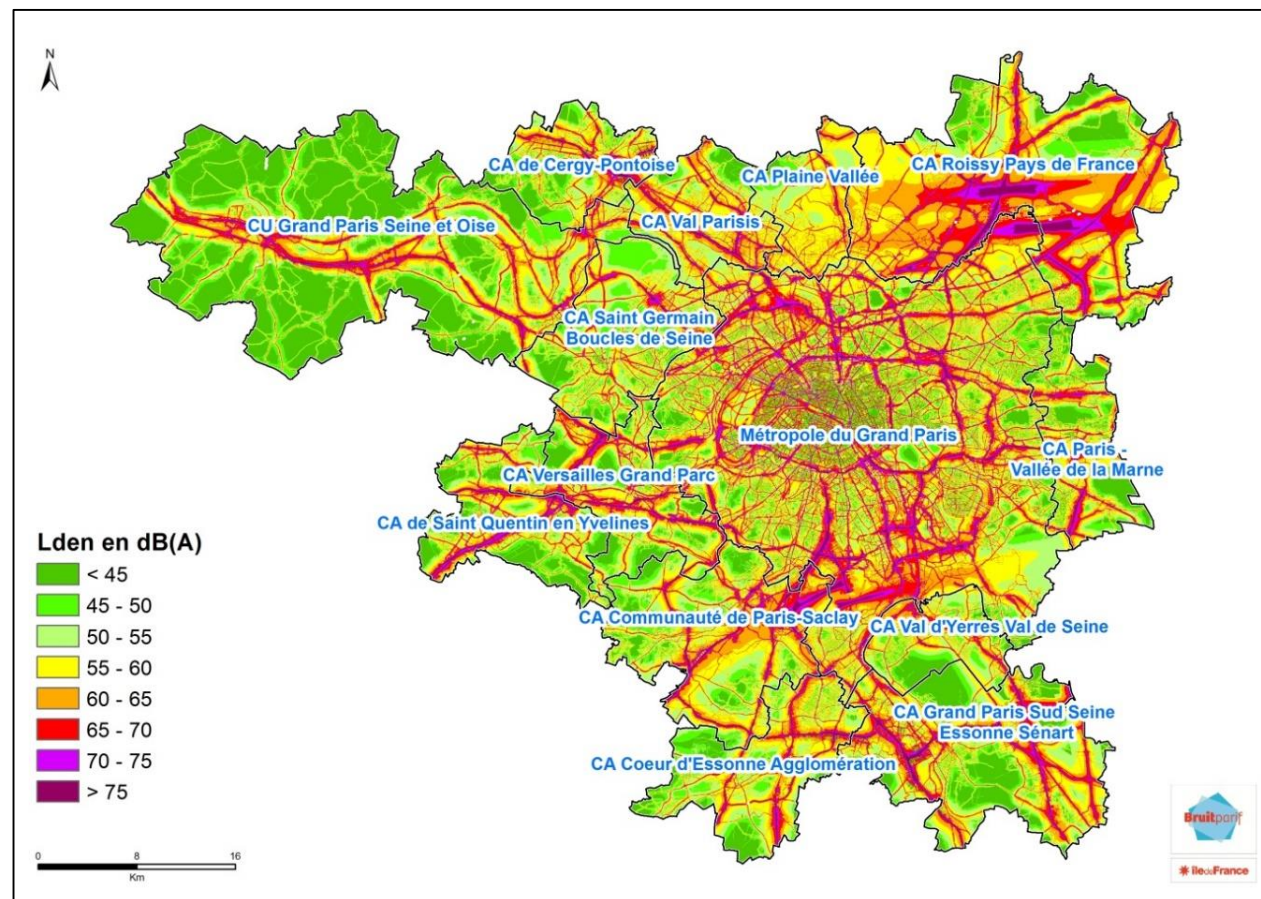 N
CA de Cergy-Pontoise
CA Plaine Vallée
CA Roissy Pays de France
CU Grand Paris Seine et Oise
CA Val Parisis
CA Saint Germain
Boucles de Seine
Métropole du Grand Paris
CA Paris -
Vallée de la Marne
CA Versailles Grand Parc
CA de Saint Quentin en Yvelines
CA Communauté de Paris-Saclay
CA Val d'Yerres Val de Seine
CA Grand Paris Sud Seine
Essonne Sénart
CA Coeur d'Essonne Agglomération
Lden en dB(A)
< 45
45 - 50
50 - 55
55 - 60
60 - 65
65 - 70
70 - 75
> 75
0 8 16
Km
Bruitparif
îledeFrance